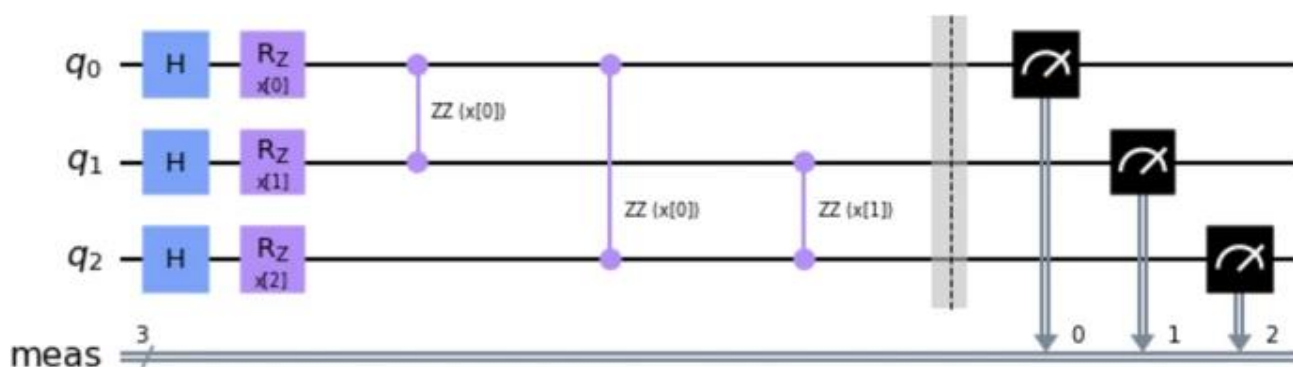 q0 H RZ x[0]
ZZ (x[0])
q1 H RZ x[1]
ZZ (x[0]) ZZ (x[1])
q2 H RZ x[2]
3 0 1 2
meas